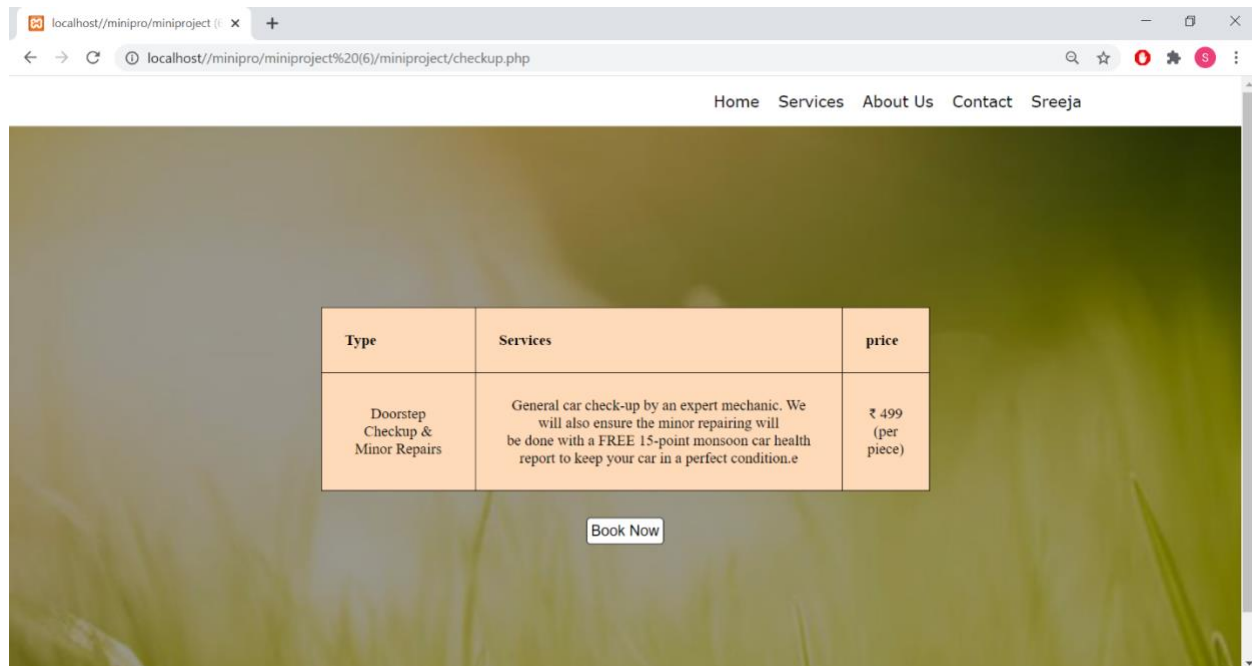 localhost//minipro/miniproject (6
localhost//minipro/miniproject%20(6)/miniproject/checkup.php
S
Home Services About Us Contact Sreeja
Type Services price
Doorstep
Checkup &
Minor Repairs
General car check-up by an expert mechanic. We
will also ensure the minor repairing will
be done with a FREE 15-point monsoon car health
report to keep your car in a perfect condition.e
₹ 499
(per
piece)
Book Now